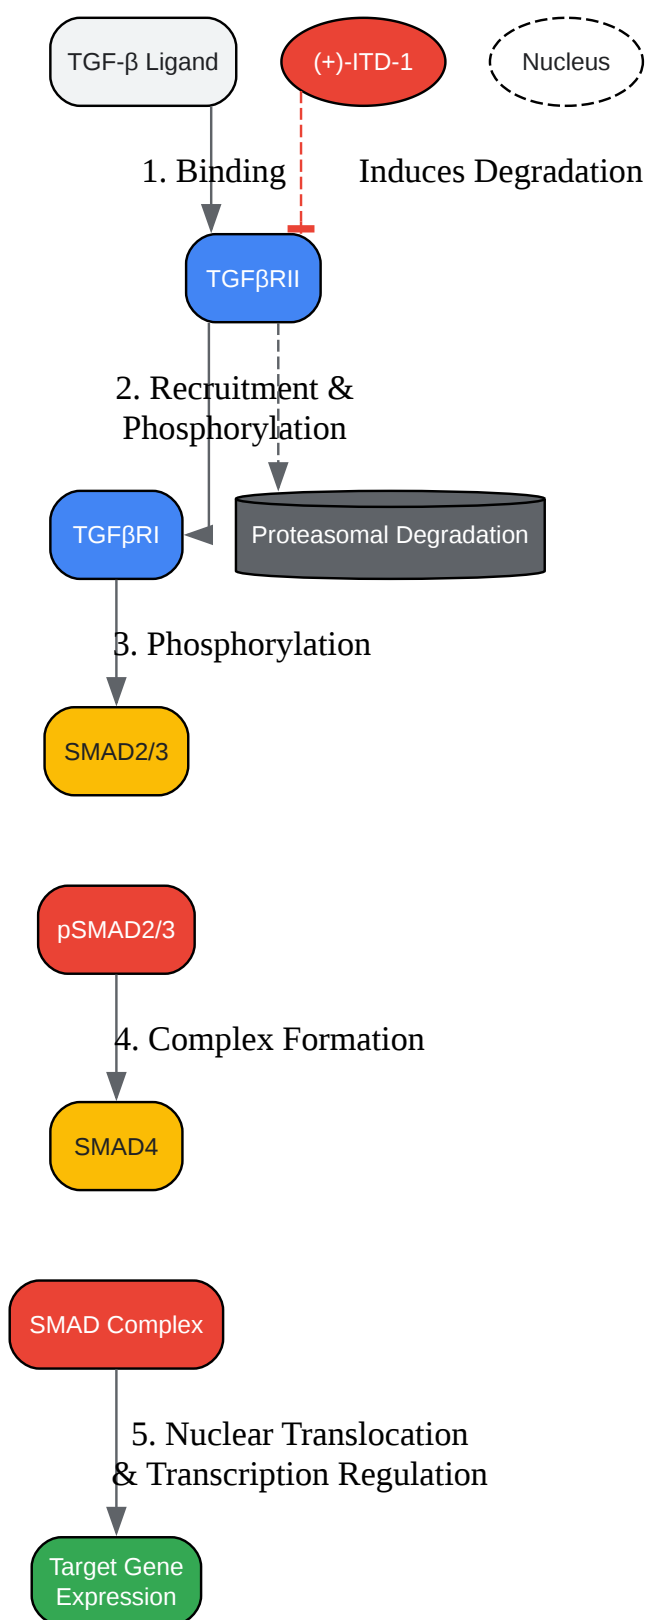 TGF-β Ligand
(+)-ITD-1
Nucleus
1. Binding
Induces Degradation
TGFβRII
2. Recruitment &
Phosphorylation
TGFβRI
Proteasomal Degradation
3. Phosphorylation
SMAD2/3
pSMAD2/3
4. Complex Formation
SMAD4
SMAD Complex
5. Nuclear Translocation
& Transcription Regulation
Target Gene
Expression